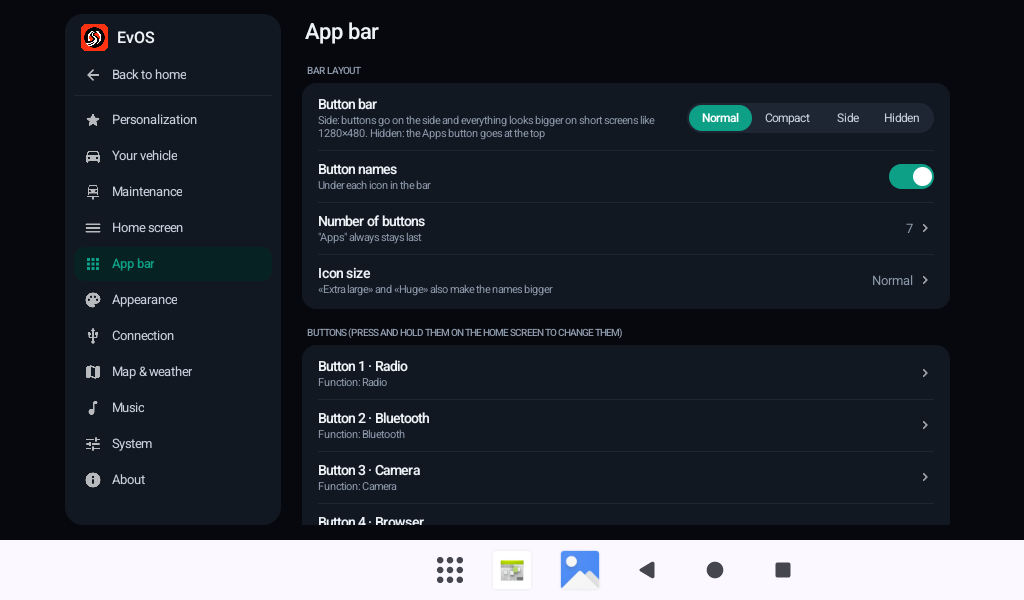 EvOS
Back to home
Personalization
Your vehicle
Maintenance
Home screen
App bar
Appearance
Connection
Map & weather
Music
System
About
App bar
BAR LAYOUT
Button bar
Side: buttons go on the side and everything looks bigger on short screens like
1280×480. Hidden: the Apps button goes at the top
Normal Compact Side Hidden
Button names
Under each icon in the bar
Number of buttons
"Apps" always stays last
7
Icon size
«Extra large» and «Huge» also make the names bigger
Normal
BUTTONS (PRESS AND HOLD THEM ON THE HOME SCREEN TO CHANGE THEM)
Button 1 · Radio
Function: Radio
Button 2 · Bluetooth
Function: Bluetooth
Button 3 · Camera
Function: Camera
Button 4 · Browser